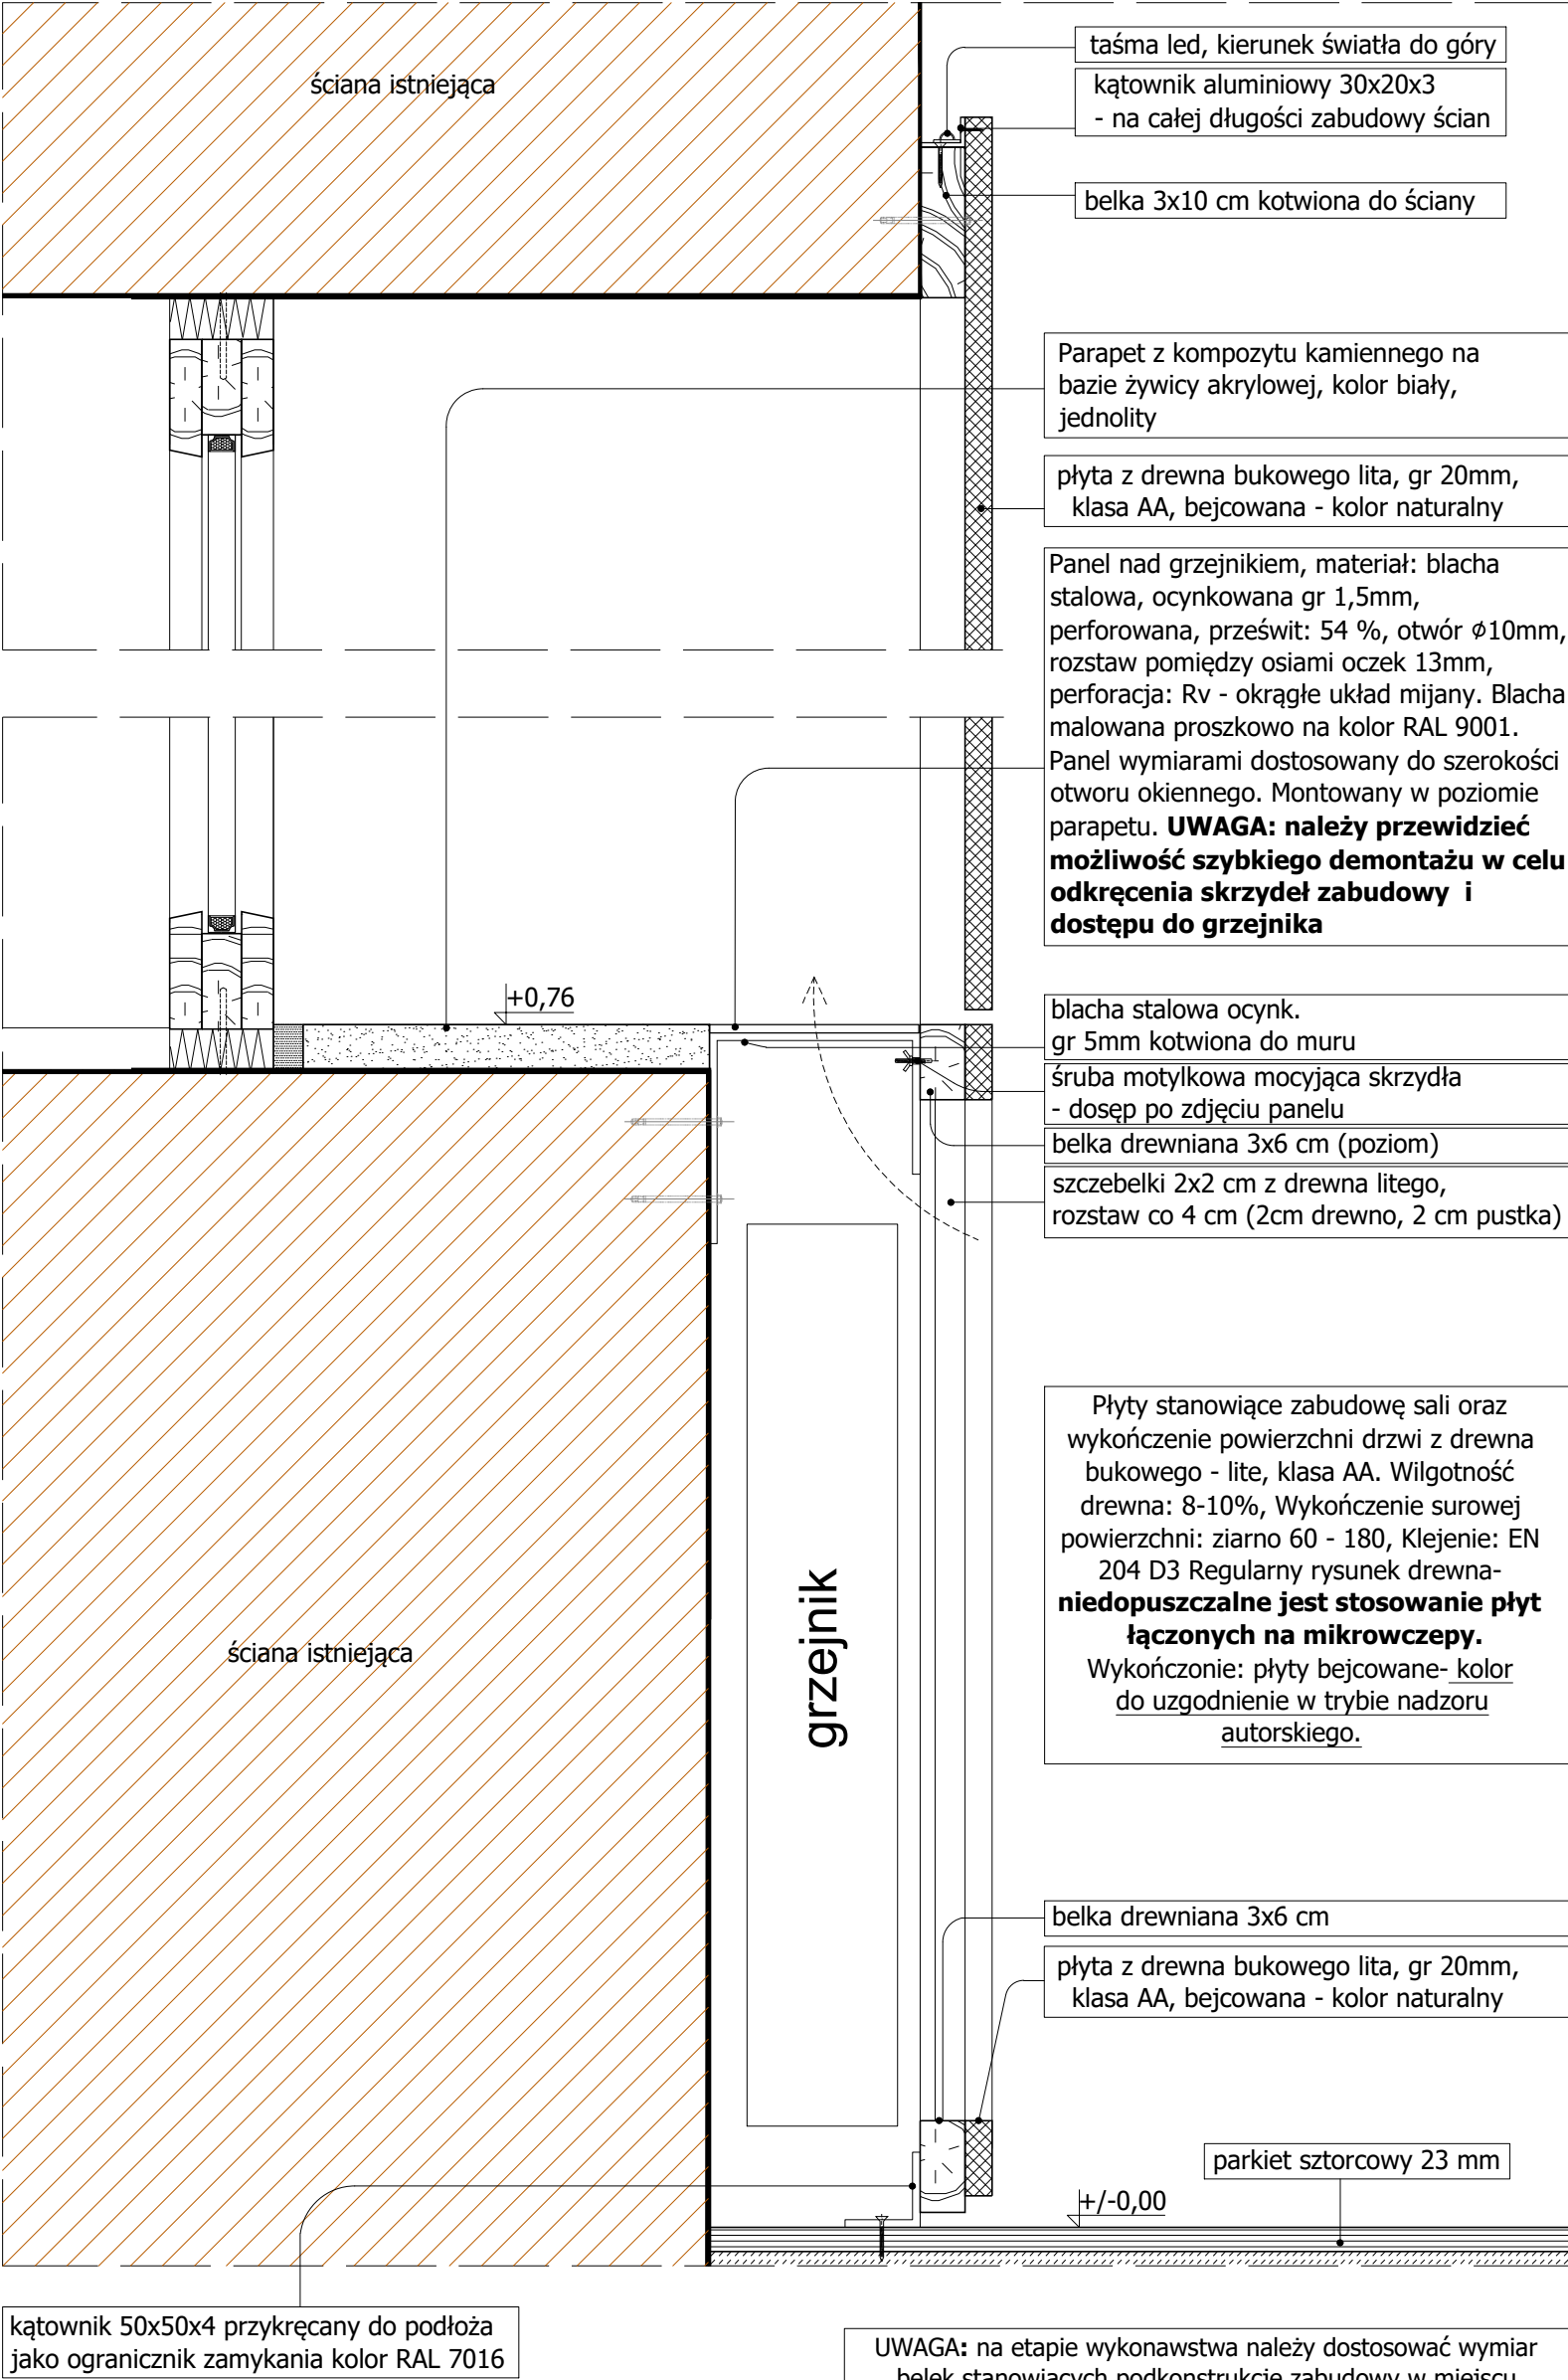 ściana istniejąca
taśma led, kierunek światła do góry
kątownik aluminiowy 30x20x3
- na całej długości zabudowy ścian
belka 3x10 cm kotwiona do ściany
Parapet z kompozytu kamiennego na
bazie żywicy akrylowej, kolor biały,
jednolity
płyta z drewna bukowego lita, gr 20mm,
klasa AA, bejcowana - kolor naturalny
Panel nad grzejnikiem, materiał: blacha
stalowa, ocynkowana gr 1,5mm,
perforowana, prześwit: 54 %, otwór ⌀10mm,
rozstaw pomiędzy osiami oczek 13mm,
perforacja: Rv - okrągłe układ mijany. Blacha
malowana proszkowo na kolor RAL 9001.
Panel wymiarami dostosowany do szerokości
otworu okiennego. Montowany w poziomie
parapetu. UWAGA: należy przewidzieć
możliwość szybkiego demontażu w celu
odkręcenia skrzydeł zabudowy i
dostępu do grzejnika
+0,76
blacha stalowa ocynk.
gr 5mm kotwiona do muru
śruba motylkowa mocyjąca skrzydła
- dosęp po zdjęciu panelu
belka drewniana 3x6 cm (poziom)
szczebelki 2x2 cm z drewna litego,
rozstaw co 4 cm (2cm drewno, 2 cm pustka)
Płyty stanowiące zabudowę sali oraz
wykończenie powierzchni drzwi z drewna
bukowego - lite, klasa AA. Wilgotność
drewna: 8-10%, Wykończenie surowej
powierzchni: ziarno 60 - 180, Klejenie: EN
204 D3 Regularny rysunek drewna-
niedopuszczalne jest stosowanie płyt
łączonych na mikrowczepy.
Wykończonie: płyty bejcowane- kolor
do uzgodnienie w trybie nadzoru
autorskiego.
ściana istniejąca
grzejnik
belka drewniana 3x6 cm
płyta z drewna bukowego lita, gr 20mm,
klasa AA, bejcowana - kolor naturalny
parkiet sztorcowy 23 mm
+/-0,00
kątownik 50x50x4 przykręcany do podłoża
jako ogranicznik zamykania kolor RAL 7016
UWAGA: na etapie wykonawstwa należy dostosować wymiar
belek stanowiących podkonstrukcję zabudowy w miejscu